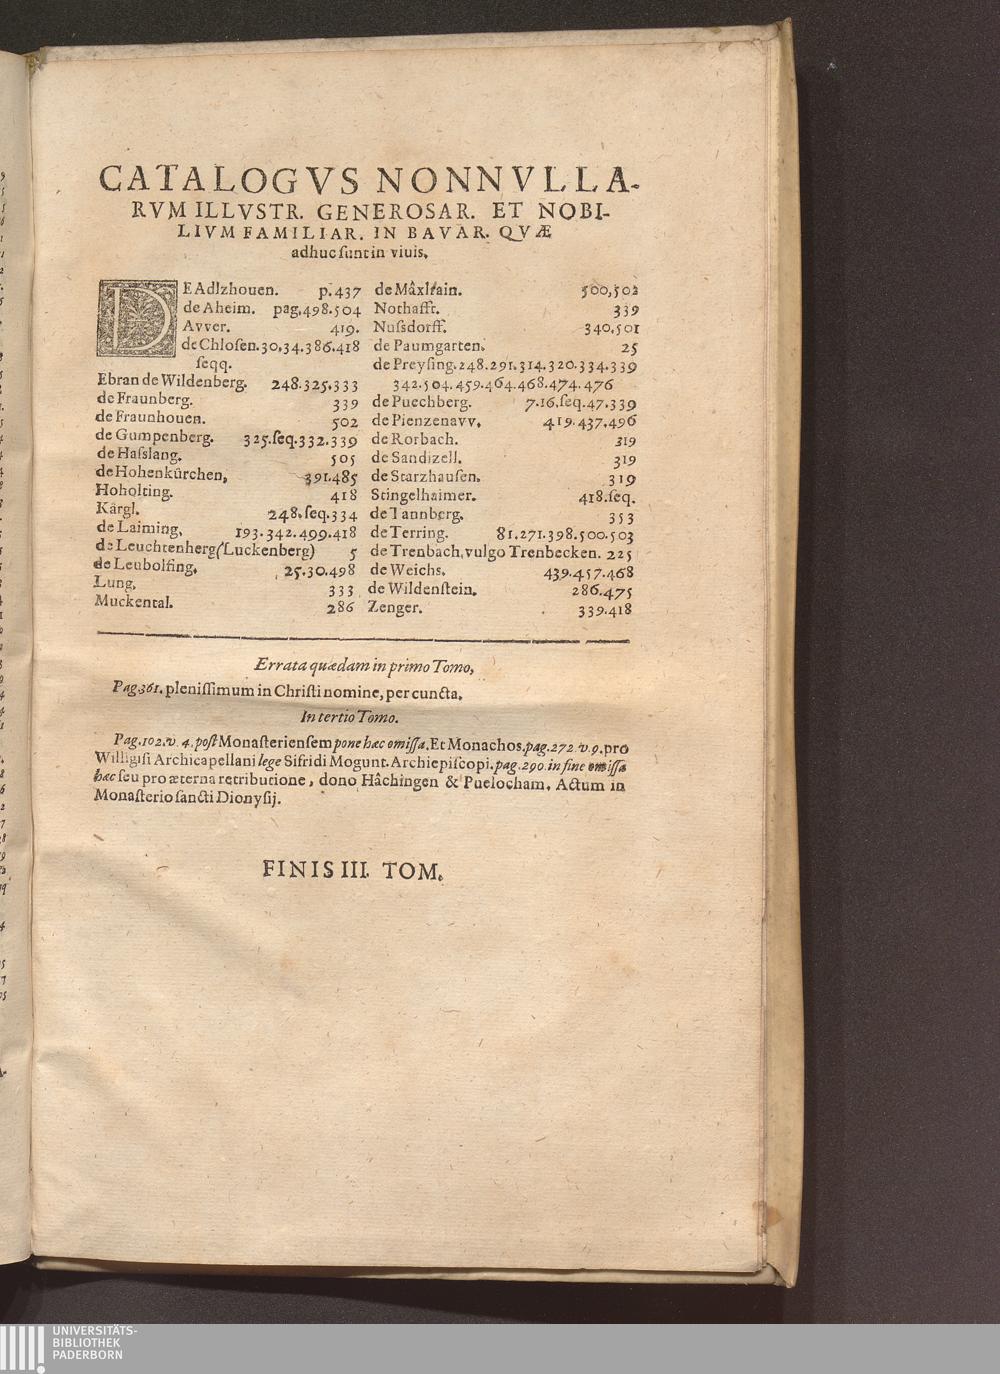 CATALOGVS NONNVLLA-
RVM ILLVSTR. GENEROSAR. ET NOBI-
LIVM FAMILIAR. IN BAVAR. QVÆ
adhuc ſunt in viuis.
DE Adlzhouen. p.437
de Aheim. pag.498.504
Avver. 419.
de Chloſen.30,34.386.418
ſeqq.
Ebran de Wildenberg. 248.325.333
de Fraunberg. 339
de Fraunhouen. 502
de Gumpenberg. 325.ſeq.332.339
de Haſslang. 505
de Hohenkûrchen, 391.485
Hoholting. 418
Kârgl. 248.ſeq.334
de Laiming, 193.342.499.418
de Leuchtenherg(Luckenberg) 5
de Leubolfing, 25.30.498
Lung, 333
Muckental. 286
de Mâxlrain. 500,502
Nothafft. 339
Nuſsdorff. 340,501
de Paumgarten. 25
de Preyſing.248.291.314.320.334.339
342.504.459.464.468.474.476
de Puechberg. 7.16.ſeq.47.339
de Pienzenavv. 419.437.496
de Rorbach. 319
de Sandizell. 319
de Starzhauſen. 319
Stingelhaimer. 418.ſeq.
de Tannberg. 353
de Terring. 81.271.398.500.503
de Trenbach, vulgo Trenbecken. 225
de Weichs. 439.457.468
de Wildenſtein. 286.475
Zenger. 339.418
Errata quædam in primo Tomo,
Pag.361. pleniſſimum in Chriſti nomine, per cuncta.
In tertio Tomo.
Pag.102.v. 4. poſt Monaſterienſem pone hæc omiſſa. Et Monachos. pag.272.v.9. pro
Willigiſi Archicapellani lege Sifridi Mogunt. Archiepiſcopi. pag.290. in fine omiſſa
hæc ſeu pro æterna retributione, dono Hâchingen & Puelocham. Actum in
Monaſterio ſancti Dionyſij.
FINIS III. TOM.
UNIVERSITÄTS-
BIBLIOTHEK
PADERBORN